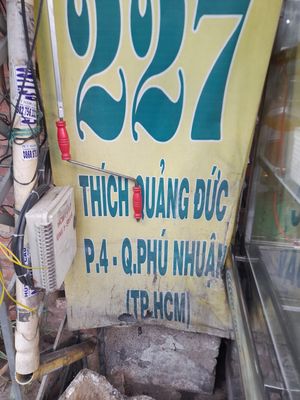 227
THÍCH QUẢNG ĐỨC
P.4 - Q.PHÚ NHUẬN
(TP.HCM)